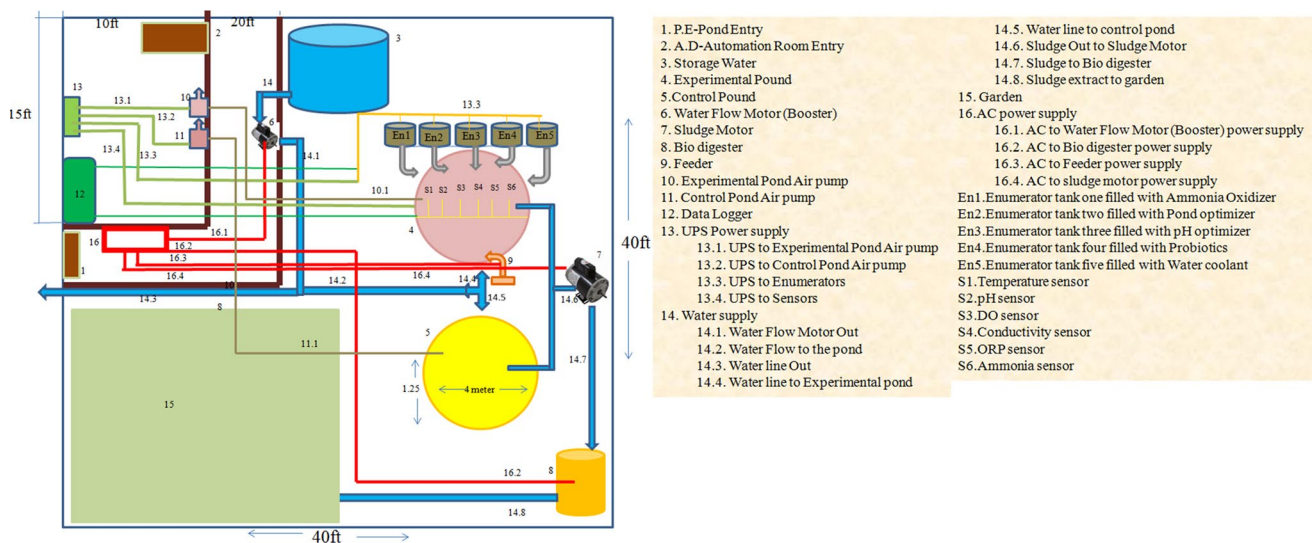 10ft
20ft
2
3
15ft
13
13.1
10
14
13.2
6
13.3
11
En1
En2
En3
En4
En5
13.4
13.3
14.1
12
10.1
S1
S2
S3
S4
S5
S6
4
40ft
16
16.1
16.2
16.3
16.4
16.4
9
7
1
14.4
10
14.3
14.2
14.5
14.6
8
5
11.1
14.7
1.25
4 meter
15
16.2
8
14.8
40ft
1. P.E-Pond Entry
2. A.D-Automation Room Entry
3. Storage Water
4. Experimental Pound
5.Control Pound
6. Water Flow Motor (Booster)
7. Sludge Motor
8. Bio digester
9. Feeder
10. Experimental Pond Air pump
11. Control Pond Air pump
12. Data Logger
13. UPS Power supply
13.1. UPS to Experimental Pond Air pump
13.2. UPS to Control Pond Air pump
13.3. UPS to Enumerators
13.4. UPS to Sensors
14. Water supply
14.1. Water Flow Motor Out
14.2. Water Flow to the pond
14.3. Water line Out
14.4. Water line to Experimental pond
14.5. Water line to control pond
14.6. Sludge Out to Sludge Motor
14.7. Sludge to Bio digester
14.8. Sludge extract to garden
15. Garden
16.AC power supply
16.1. AC to Water Flow Motor (Booster) power supply
16.2. AC to Bio digester power supply
16.3. AC to Feeder power supply
16.4. AC to sludge motor power supply
En1.Enumerator tank one filled with Ammonia Oxidizer
En2.Enumerator tank two filled with Pond optimizer
En3.Enumerator tank three filled with pH optimizer
En4.Enumerator tank four filled with Probiotics
En5.Enumerator tank five filled with Water coolant
S1.Temperature sensor
S2.pH sensor
S3.DO sensor
S4.Conductivity sensor
S5.ORP sensor
S6.Ammonia sensor